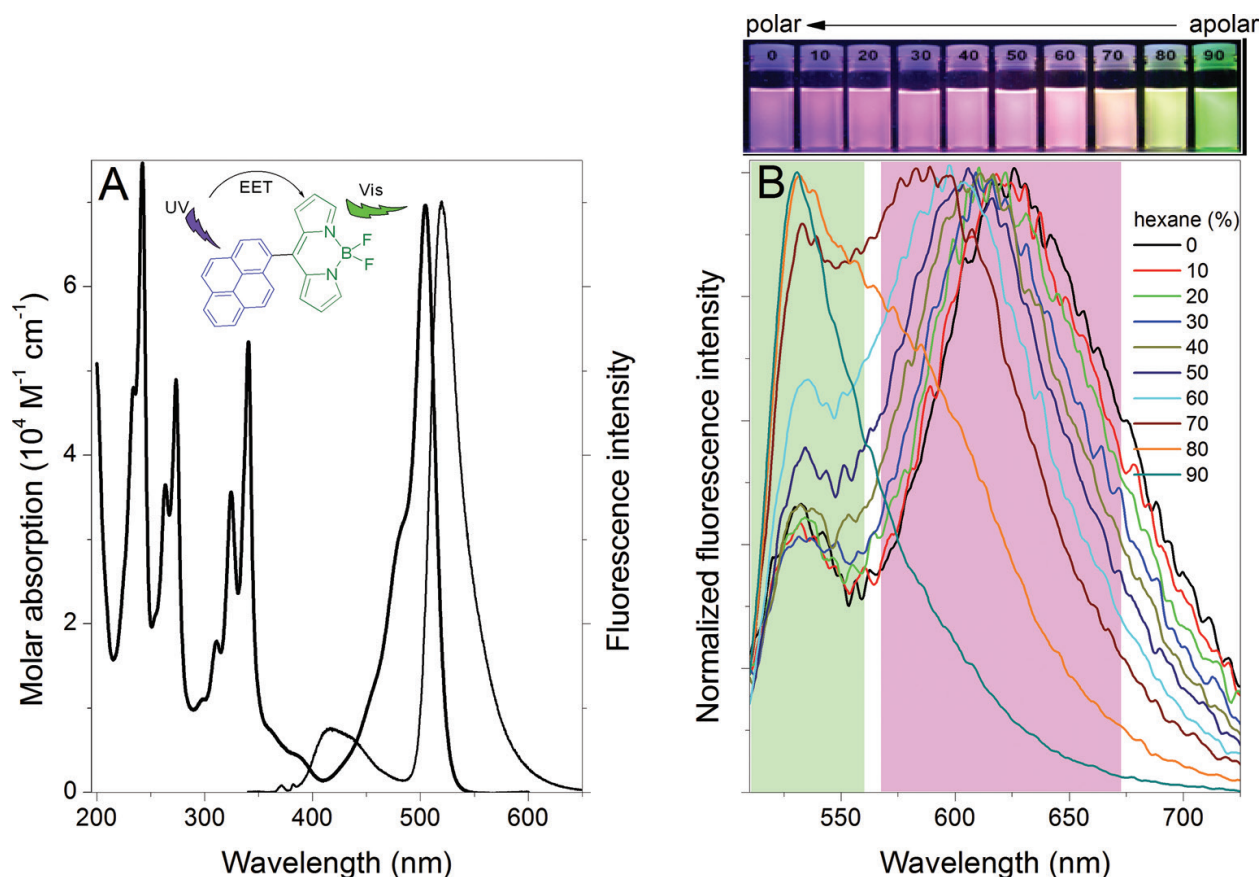 polar
apolar
0 10 20 30 40 50 60 70 80 90
A
EET
UV
Vis
N
B
F
F
N
Molar absorption (10⁴ M⁻¹ cm⁻¹)
0
2
4
6
200 300 400 500 600
Wavelength (nm)
Fluorescence intensity
B
Normalized fluorescence intensity
hexane (%)
0
10
20
30
40
50
60
70
80
90
550 600 650 700
Wavelength (nm)